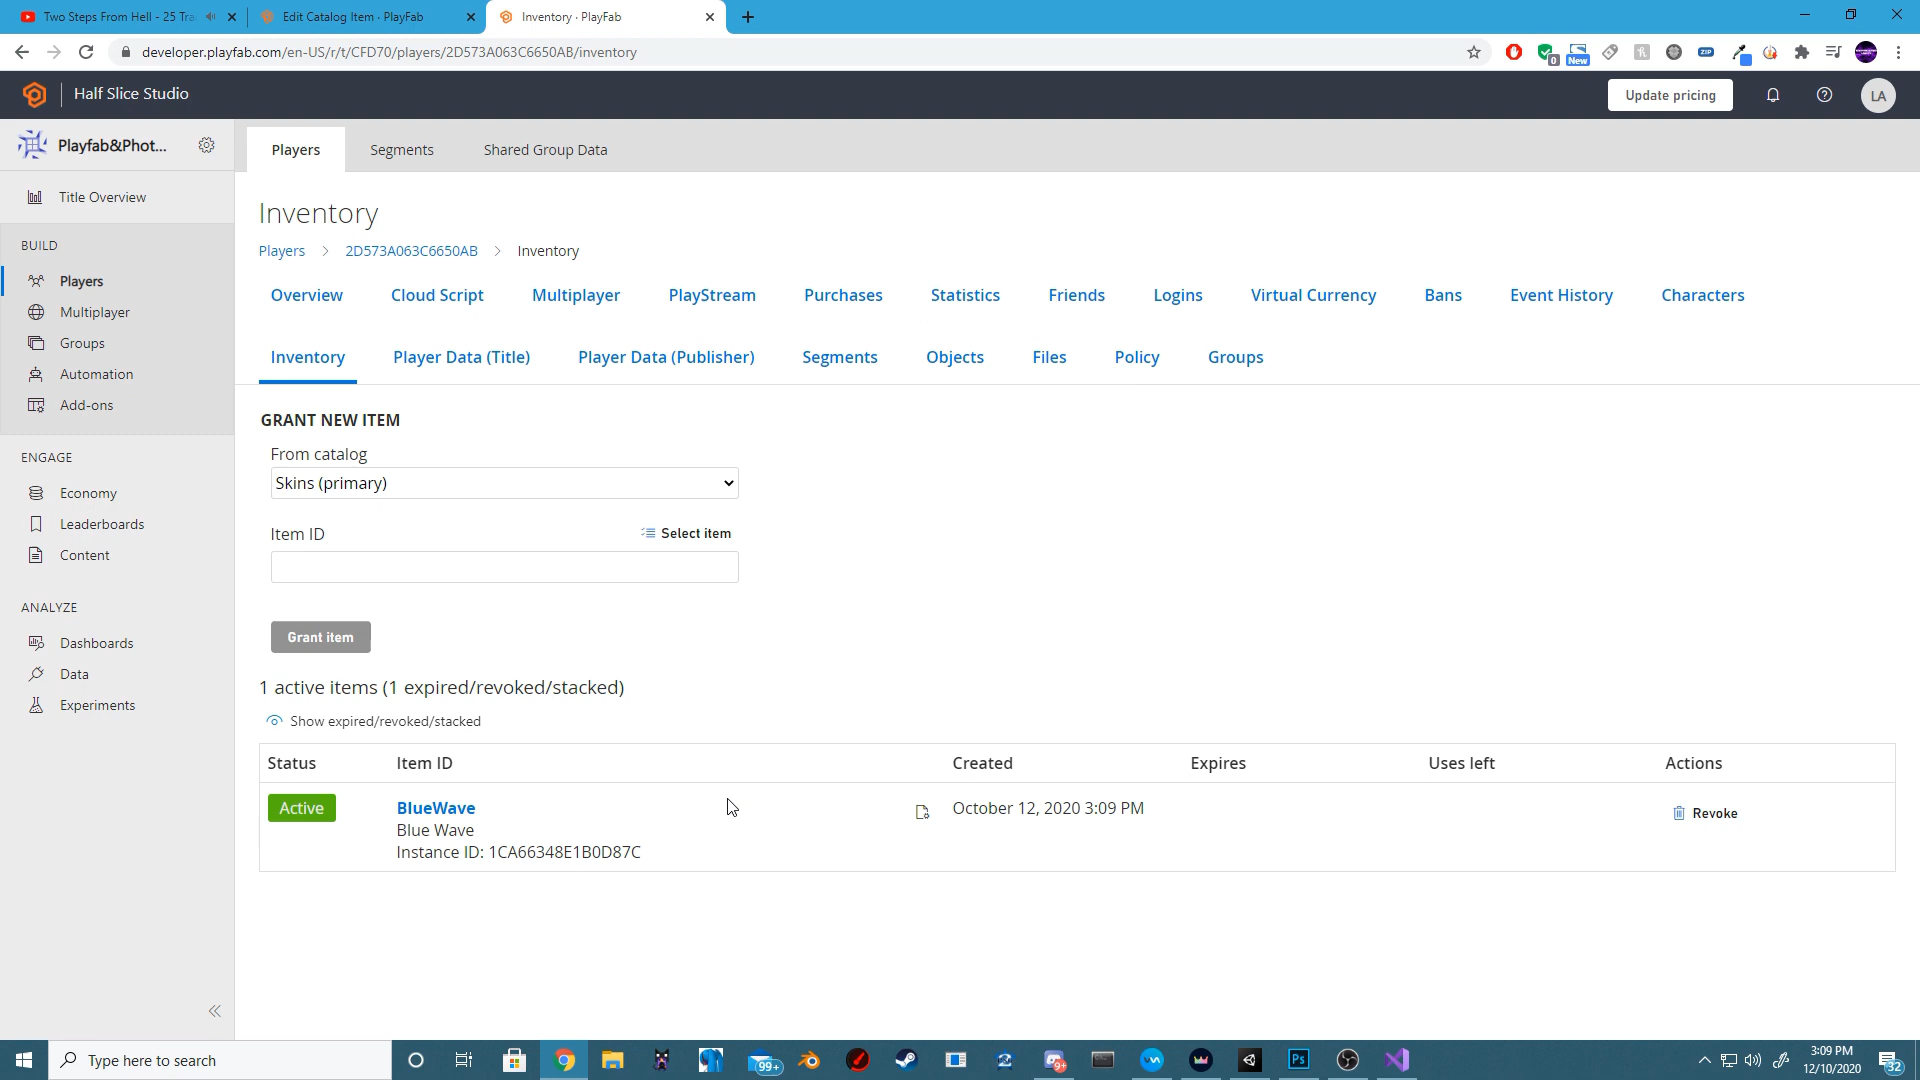 Two Steps From Hell - 25 Tra
Edit Catalog Item · PlayFab
Inventory · PlayFab
developer.playfab.com/en-US/r/t/CFD70/players/2D573A063C6650AB/inventory
0
New
ZIP
Half Slice Studio
Update pricing
LA
Playfab&Phot...
Title Overview
BUILD
Players
Multiplayer
Groups
Automation
Add-ons
ENGAGE
Economy
Leaderboards
Content
ANALYZE
Dashboards
Data
Experiments
Players
Segments
Shared Group Data
Inventory
Players > 2D573A063C6650AB > Inventory
Overview
Cloud Script
Multiplayer
PlayStream
Purchases
Statistics
Friends
Logins
Virtual Currency
Bans
Event History
Characters
Inventory
Player Data (Title)
Player Data (Publisher)
Segments
Objects
Files
Policy
Groups
GRANT NEW ITEM
From catalog
Skins (primary)
Item ID
Select item
Grant item
1 active items (1 expired/revoked/stacked)
Show expired/revoked/stacked
Status
Item ID
Created
Expires
Uses left
Actions
Active
BlueWave
October 12, 2020 3:09 PM
Revoke
Blue Wave
Instance ID: 1CA66348E1B0D87C
Type here to search
99+
9+
Ps
3:09 PM
12/10/2020
32